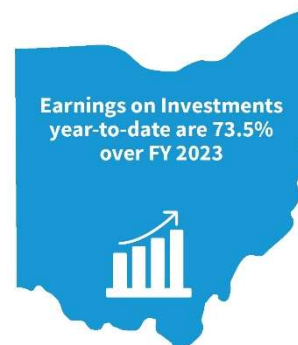 Earnings on Investments
year-to-date are 73.5%
over FY 2023